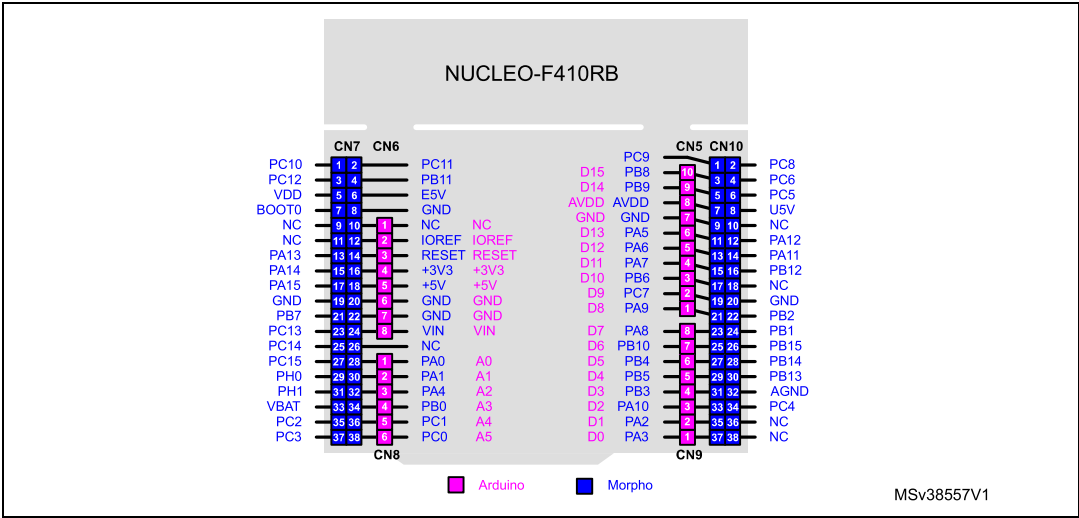 NUCLEO-F410RB
CN7 CN6 CN5 CN10
PC9
PC10 1 2 PC11 D15 PB8 10 1 2 PC8
PC12 3 4 PB11 D14 PB9 9 3 4 PC6
VDD 5 6 E5V AVDD AVDD 8 5 6 PC5
BOOT0 7 8 GND GND GND 7 7 8 U5V
NC 9 10 1 NC NC D13 PA5 6 9 10 NC
NC 11 12 2 IOREF IOREF D12 PA6 5 11 12 PA12
PA13 13 14 3 RESET RESET D11 PA7 4 13 14 PA11
PA14 15 16 4 +3V3 +3V3 D10 PB6 3 15 16 PB12
PA15 17 18 5 +5V +5V D9 PC7 2 17 18 NC
GND 19 20 6 GND GND D8 PA9 1 19 20 GND
PB7 21 22 7 GND GND 21 22 PB2
PC13 23 24 8 VIN VIN D7 PA8 8 23 24 PB1
PC14 25 26 NC D6 PB10 7 25 26 PB15
PC15 27 28 1 PA0 A0 D5 PB4 6 27 28 PB14
PH0 29 30 2 PA1 A1 D4 PB5 5 29 30 PB13
PH1 31 32 3 PA4 A2 D3 PB3 4 31 32 AGND
VBAT 33 34 4 PB0 A3 D2 PA10 3 33 34 PC4
PC2 35 36 5 PC1 A4 D1 PA2 2 35 36 NC
PC3 37 38 6 PC0 A5 D0 PA3 1 37 38 NC
CN8 CN9
Arduino Morpho
MSv38557V1